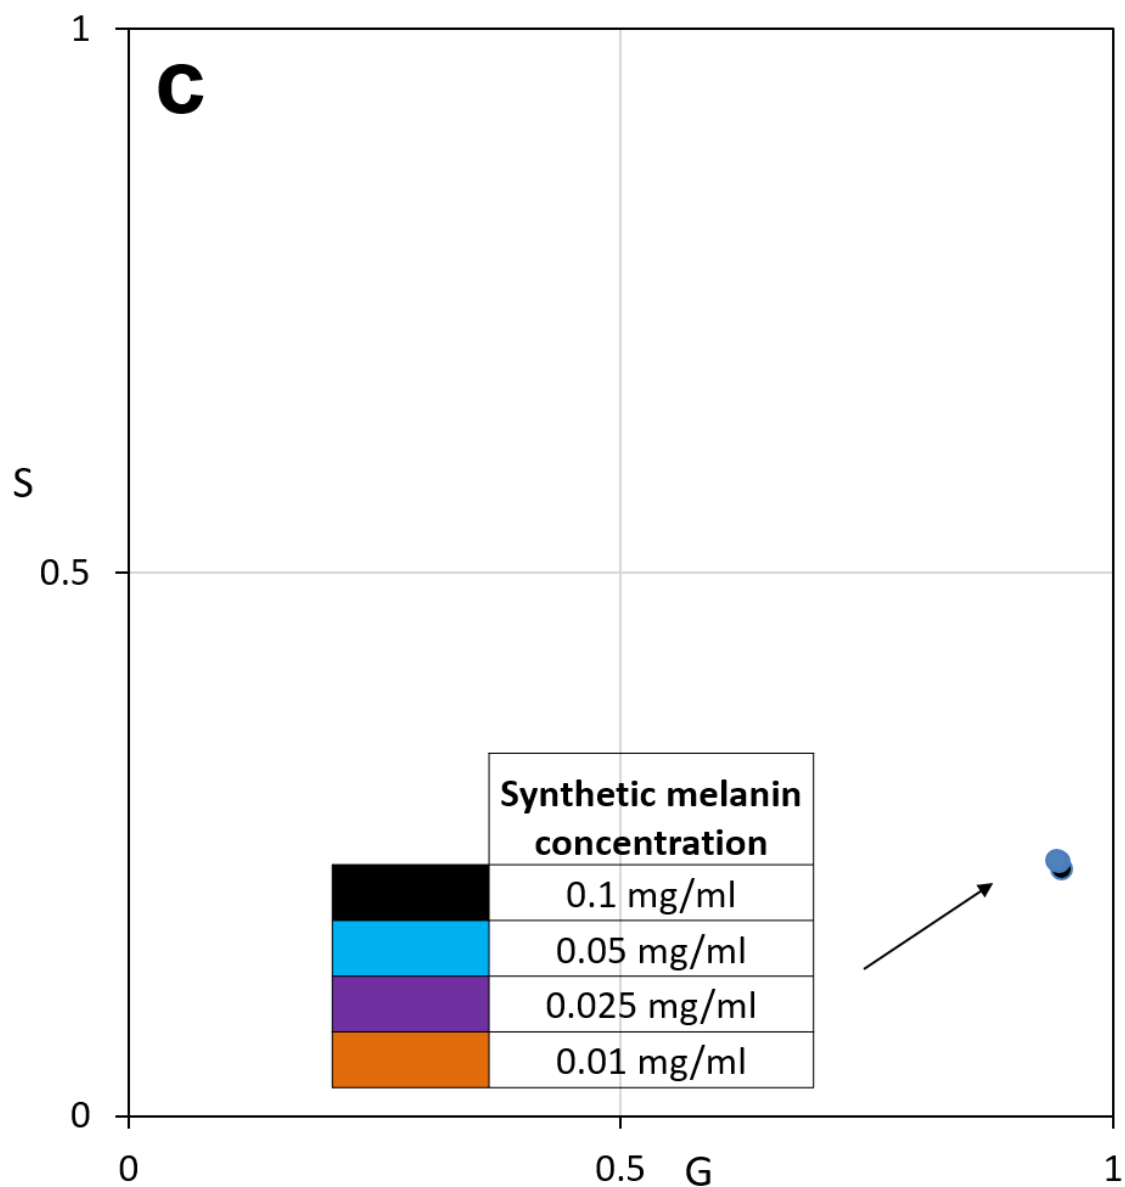 1
c
S
0.5
Synthetic melanin
concentration
0.1 mg/ml
0.05 mg/ml
0.025 mg/ml
0.01 mg/ml
0
0 0.5 G 1